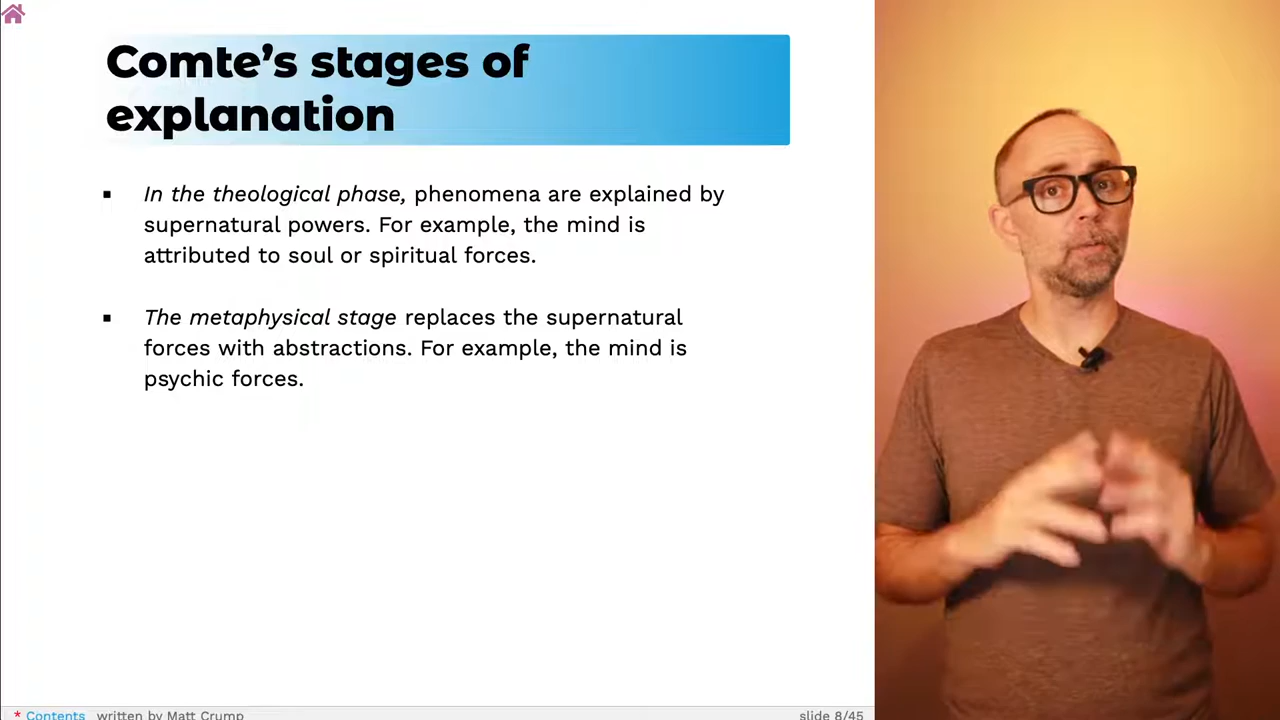 Comte’s stages of
explanation
▪ In the theological phase, phenomena are explained by
supernatural powers. For example, the mind is
attributed to soul or spiritual forces.
▪ The metaphysical stage replaces the supernatural
forces with abstractions. For example, the mind is
psychic forces.
* Contents written by Matt Crump
slide 8/45